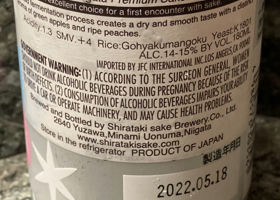 Premium Sake
excellent choice for a first encounter with sake.
fermentation process creates a dry and smooth taste with a
of green apples and ripe peaches.
Acidity:1.3 SMV:+4 Rice:Gohyakumangoku Yeast:K1801
ALC.14-15% BY VOL.180ML
IMPORTED BY JFC INTERNATIONAL INC. LOS ANGELES, CA
GOVERNMENT WARNING: (1) ACCORDING TO THE SURGEON GENERAL, WOMEN
SHOULD NOT DRINK ALCOHOLIC BEVERAGES DURING PREGNANCY BECAUSE OF THE RISK
OF BIRTH DEFECTS. (2) CONSUMPTION OF ALCOHOLIC BEVERAGES IMPAIRS YOUR ABILITY
TO DRIVE A CAR OR OPERATE MACHINERY, AND MAY CAUSE HEALTH PROBLEMS.
Brewed and Bottled by Shirataki sake Brewery Co., Ltd.
2640 Yuzawa, Minami Uonuma, Niigata
Store in the refrigerator PRODUCT OF JAPAN
(shiratakisake.com)
製造年月
2022.05.18